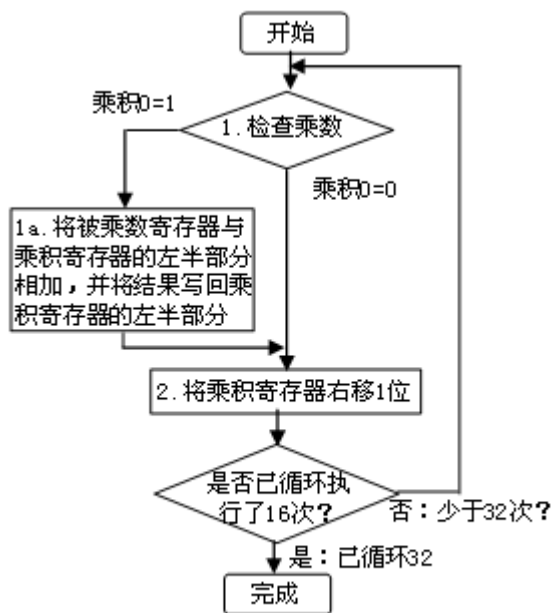 开始
乘积0=1
1.检查乘数
乘积0=0
1a.将被乘数寄存器与
乘积寄存器的左半部分
相加，并将结果写回乘
积寄存器的左半部分
2.将乘积寄存器右移1位
是否已循环执
行了16次?
否：少于32次?
是：已循环32
完成